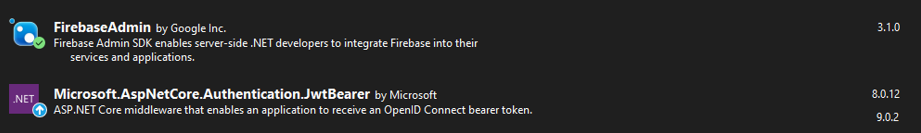 FirebaseAdmin by Google Inc. 3.1.0
Firebase Admin SDK enables server-side .NET developers to integrate Firebase into their
services and applications.
.NET Microsoft.AspNetCore.Authentication.JwtBearer by Microsoft 8.0.12
ASP.NET Core middleware that enables an application to receive an OpenID Connect bearer token.
9.0.2